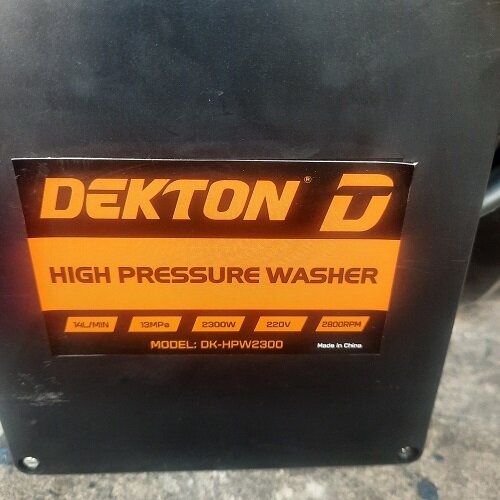 DEKTON® D
HIGH PRESSURE WASHER
14L/MIN 13MPa 2300W 220V 2800RPM
MODEL: DK-HPW2300 Made in China